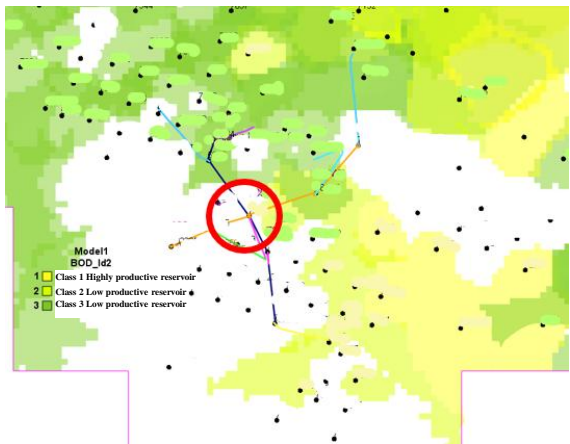 Model1
BOD_Id2
1 Class 1 Highly productive reservoir
2 Class 2 Low productive reservoir
3 Class 3 Low productive reservoir